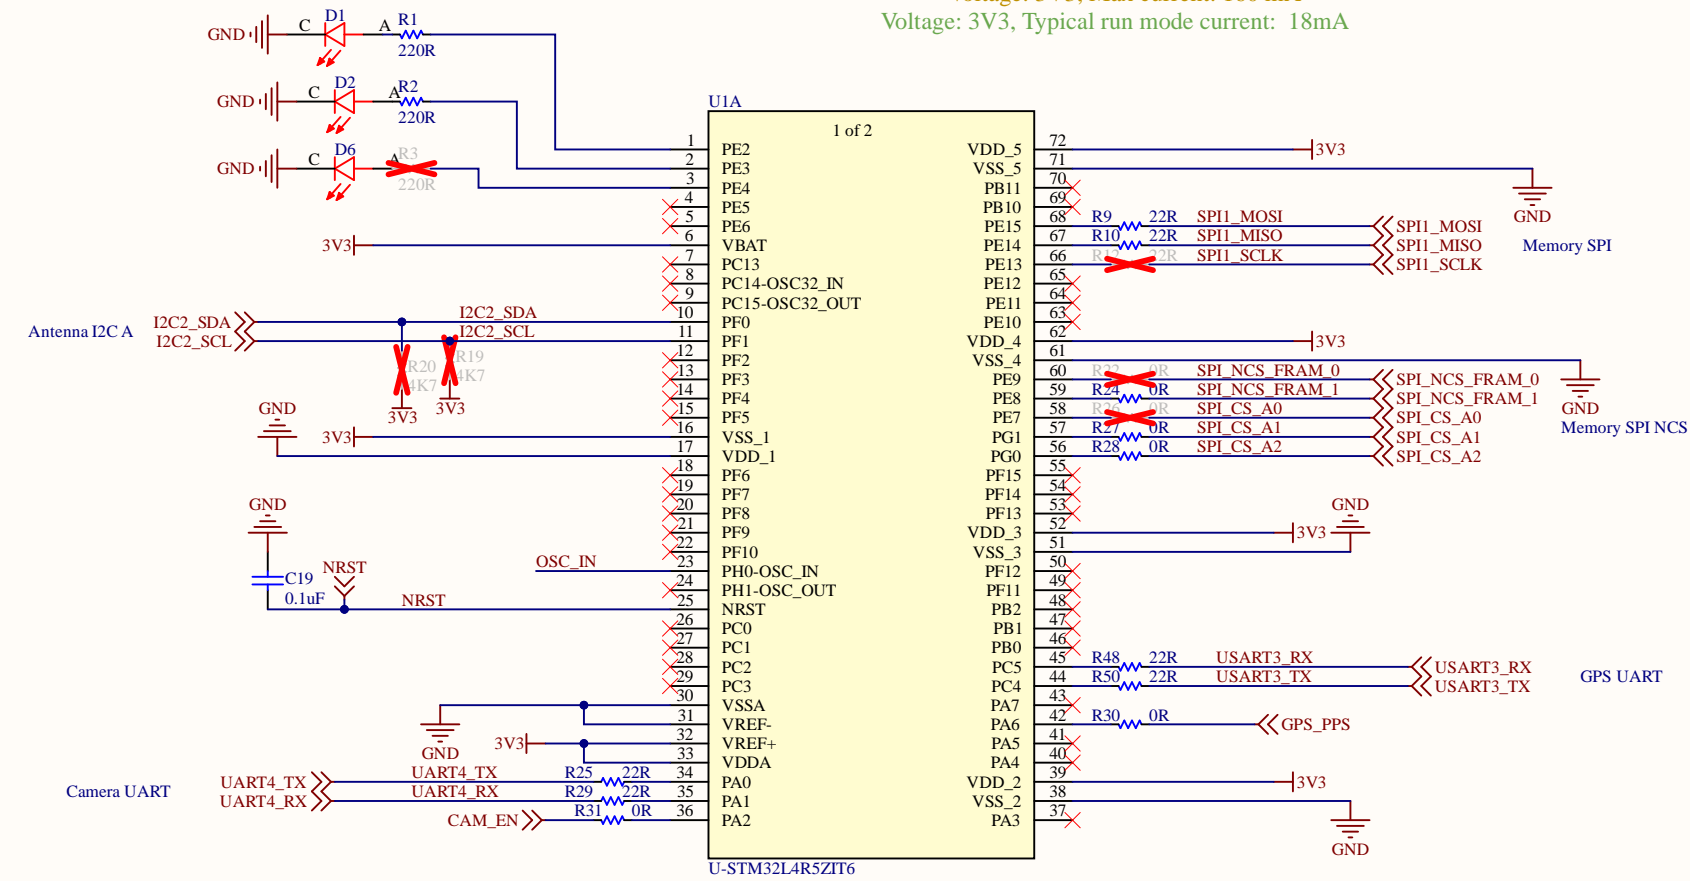 Voltage: 3V3, Typical run mode current: 18mA
D1
GND C A R1
220R
D2
GND C A R2
220R
D6
GND C A R3
220R
U1A
1 of 2
1 PE2
2 PE3
3 PE4
4 PE5
5 PE6
3V3 6 VBAT
7 PC13
8 PC14-OSC32_IN
9 PC15-OSC32_OUT
Antenna I2C A
I2C2_SDA I2C2_SDA 10 PF0
I2C2_SCL I2C2_SCL 11 PF1
R20
4K7
3V3
R19
4K7
3V3
12 PF2
13 PF3
14 PF4
15 PF5
GND
3V3 16 VSS_1
17 VDD_1
18 PF6
19 PF7
20 PF8
21 PF9
22 PF10
OSC_IN 23 PH0-OSC_IN
24 PH1-OSC_OUT
GND
C19
0.1uF
NRST
NRST 25 NRST
26 PC0
27 PC1
28 PC2
29 PC3
30 VSSA
31 VREF-
GND
3V3 32 VREF+
33 VDDA
Camera UART
UART4_TX UART4_TX R25 22R 34 PA0
UART4_RX UART4_RX R29 22R 35 PA1
CAM_EN R31 0R 36 PA2
U-STM32L4R5ZIT6
VDD_5 72 3V3
VSS_5 71
GND
PB11 70
PB10 69
PE15 68 R9 22R SPI1_MOSI SPI1_MOSI
PE14 67 R10 22R SPI1_MISO SPI1_MISO
PE13 66 22R SPI1_SCLK SPI1_SCLK
Memory SPI
PE12 65
PE11 64
PE10 63
VDD_4 62 3V3
VSS_4 61
GND
PE9 60 0R SPI_NCS_FRAM_0 SPI_NCS_FRAM_0
PE8 59 R24 0R SPI_NCS_FRAM_1 SPI_NCS_FRAM_1
PE7 58 0R SPI_CS_A0 SPI_CS_A0
PG1 57 R27 0R SPI_CS_A1 SPI_CS_A1
PG0 56 R28 0R SPI_CS_A2 SPI_CS_A2
Memory SPI NCS
PF15 55
PF14 54
PF13 53
VDD_3 52 3V3
VSS_3 51
GND
PF12 50
PF11 49
PB2 48
PB1 47
PB0 46
PC5 45 R48 22R USART3_RX USART3_RX
PC4 44 R50 22R USART3_TX USART3_TX
GPS UART
PA7 43
PA6 42 R30 0R GPS_PPS
PA5 41
PA4 40
VDD_2 39 3V3
VSS_2 38
PA3 37
GND